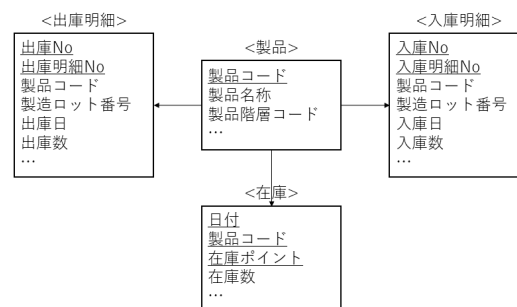 <出庫明細>
出庫No
出庫明細No
製品コード
製造ロット番号
出庫日
出庫数
…
<製品>
製品コード
製品名称
製品階層コード
…
<入庫明細>
入庫No
入庫明細No
製品コード
製造ロット番号
入庫日
入庫数
…
<在庫>
日付
製品コード
在庫ポイント
在庫数
…